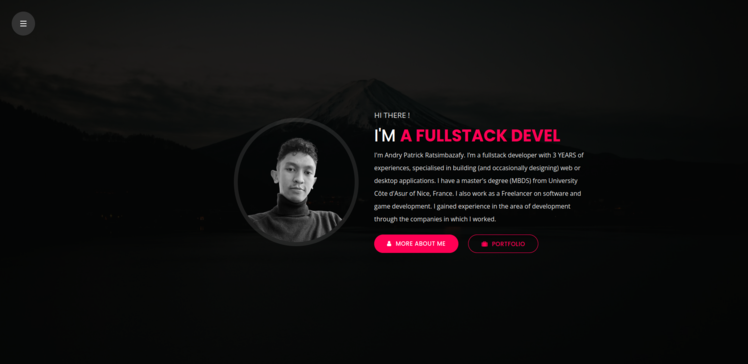 HI THERE !
I'M A FULLSTACK DEVEL
I'm Andry Patrick Ratsimbazafy. I'm a fullstack developer with 3 YEARS of
experiences, specialised in building (and occasionally designing) web or
desktop applications. I have a master's degree (MBDS) from University
Côte d'Asur of Nice, France. I also work as a Freelancer on software and
game development. I gained experience in the area of development
through the companies in which I worked.
MORE ABOUT ME
PORTFOLIO